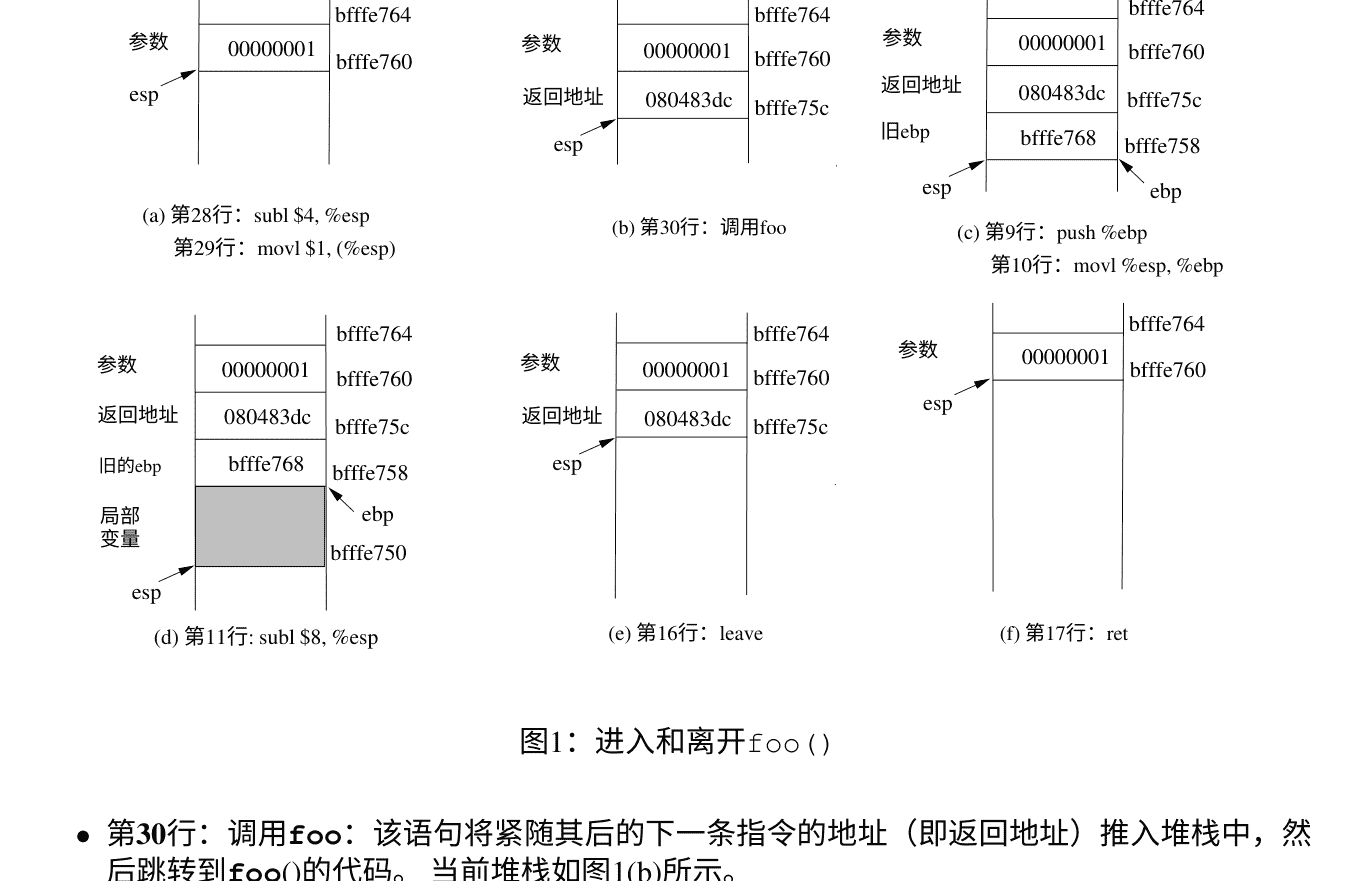 bfffe764
参数 00000001 bfffe760
esp
(a) 第28行：subl $4, %esp
第29行：movl $1, (%esp)
bfffe764
参数 00000001 bfffe760
返回地址 080483dc bfffe75c
esp
(b) 第30行：调用foo
bfffe764
参数 00000001 bfffe760
返回地址 080483dc bfffe75c
旧ebp bfffe768 bfffe758
esp ebp
(c) 第9行：push %ebp
第10行：movl %esp, %ebp
bfffe764
参数 00000001 bfffe760
返回地址 080483dc bfffe75c
旧的ebp bfffe768 bfffe758
ebp
局部
变量
bfffe750
esp
(d) 第11行: subl $8, %esp
bfffe764
参数 00000001 bfffe760
返回地址 080483dc bfffe75c
esp
(e) 第16行：leave
bfffe764
参数 00000001 bfffe760
esp
(f) 第17行：ret
图1：进入和离开foo()
● 第30行：调用foo：该语句将紧随其后的下一条指令的地址（即返回地址）推入堆栈中，然
后跳转到foo()的代码。 当前堆栈如图1(b)所示。